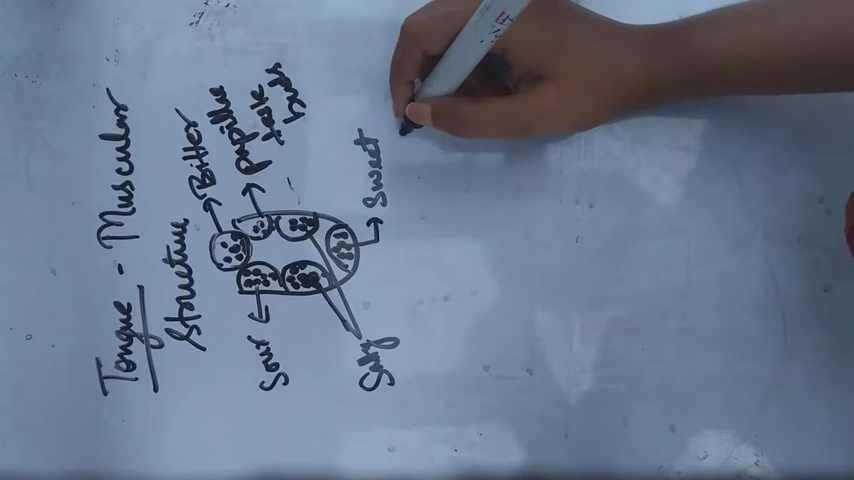 Tongue - Muscular
Structure
Bitter
Papillae
taste
buds
Sour
Sweet
Salty